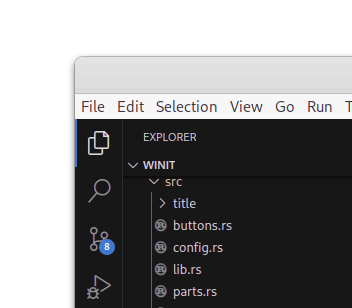 File Edit Selection View Go Run
EXPLORER
WINIT
src
title
buttons.rs
config.rs
8
lib.rs
parts.rs